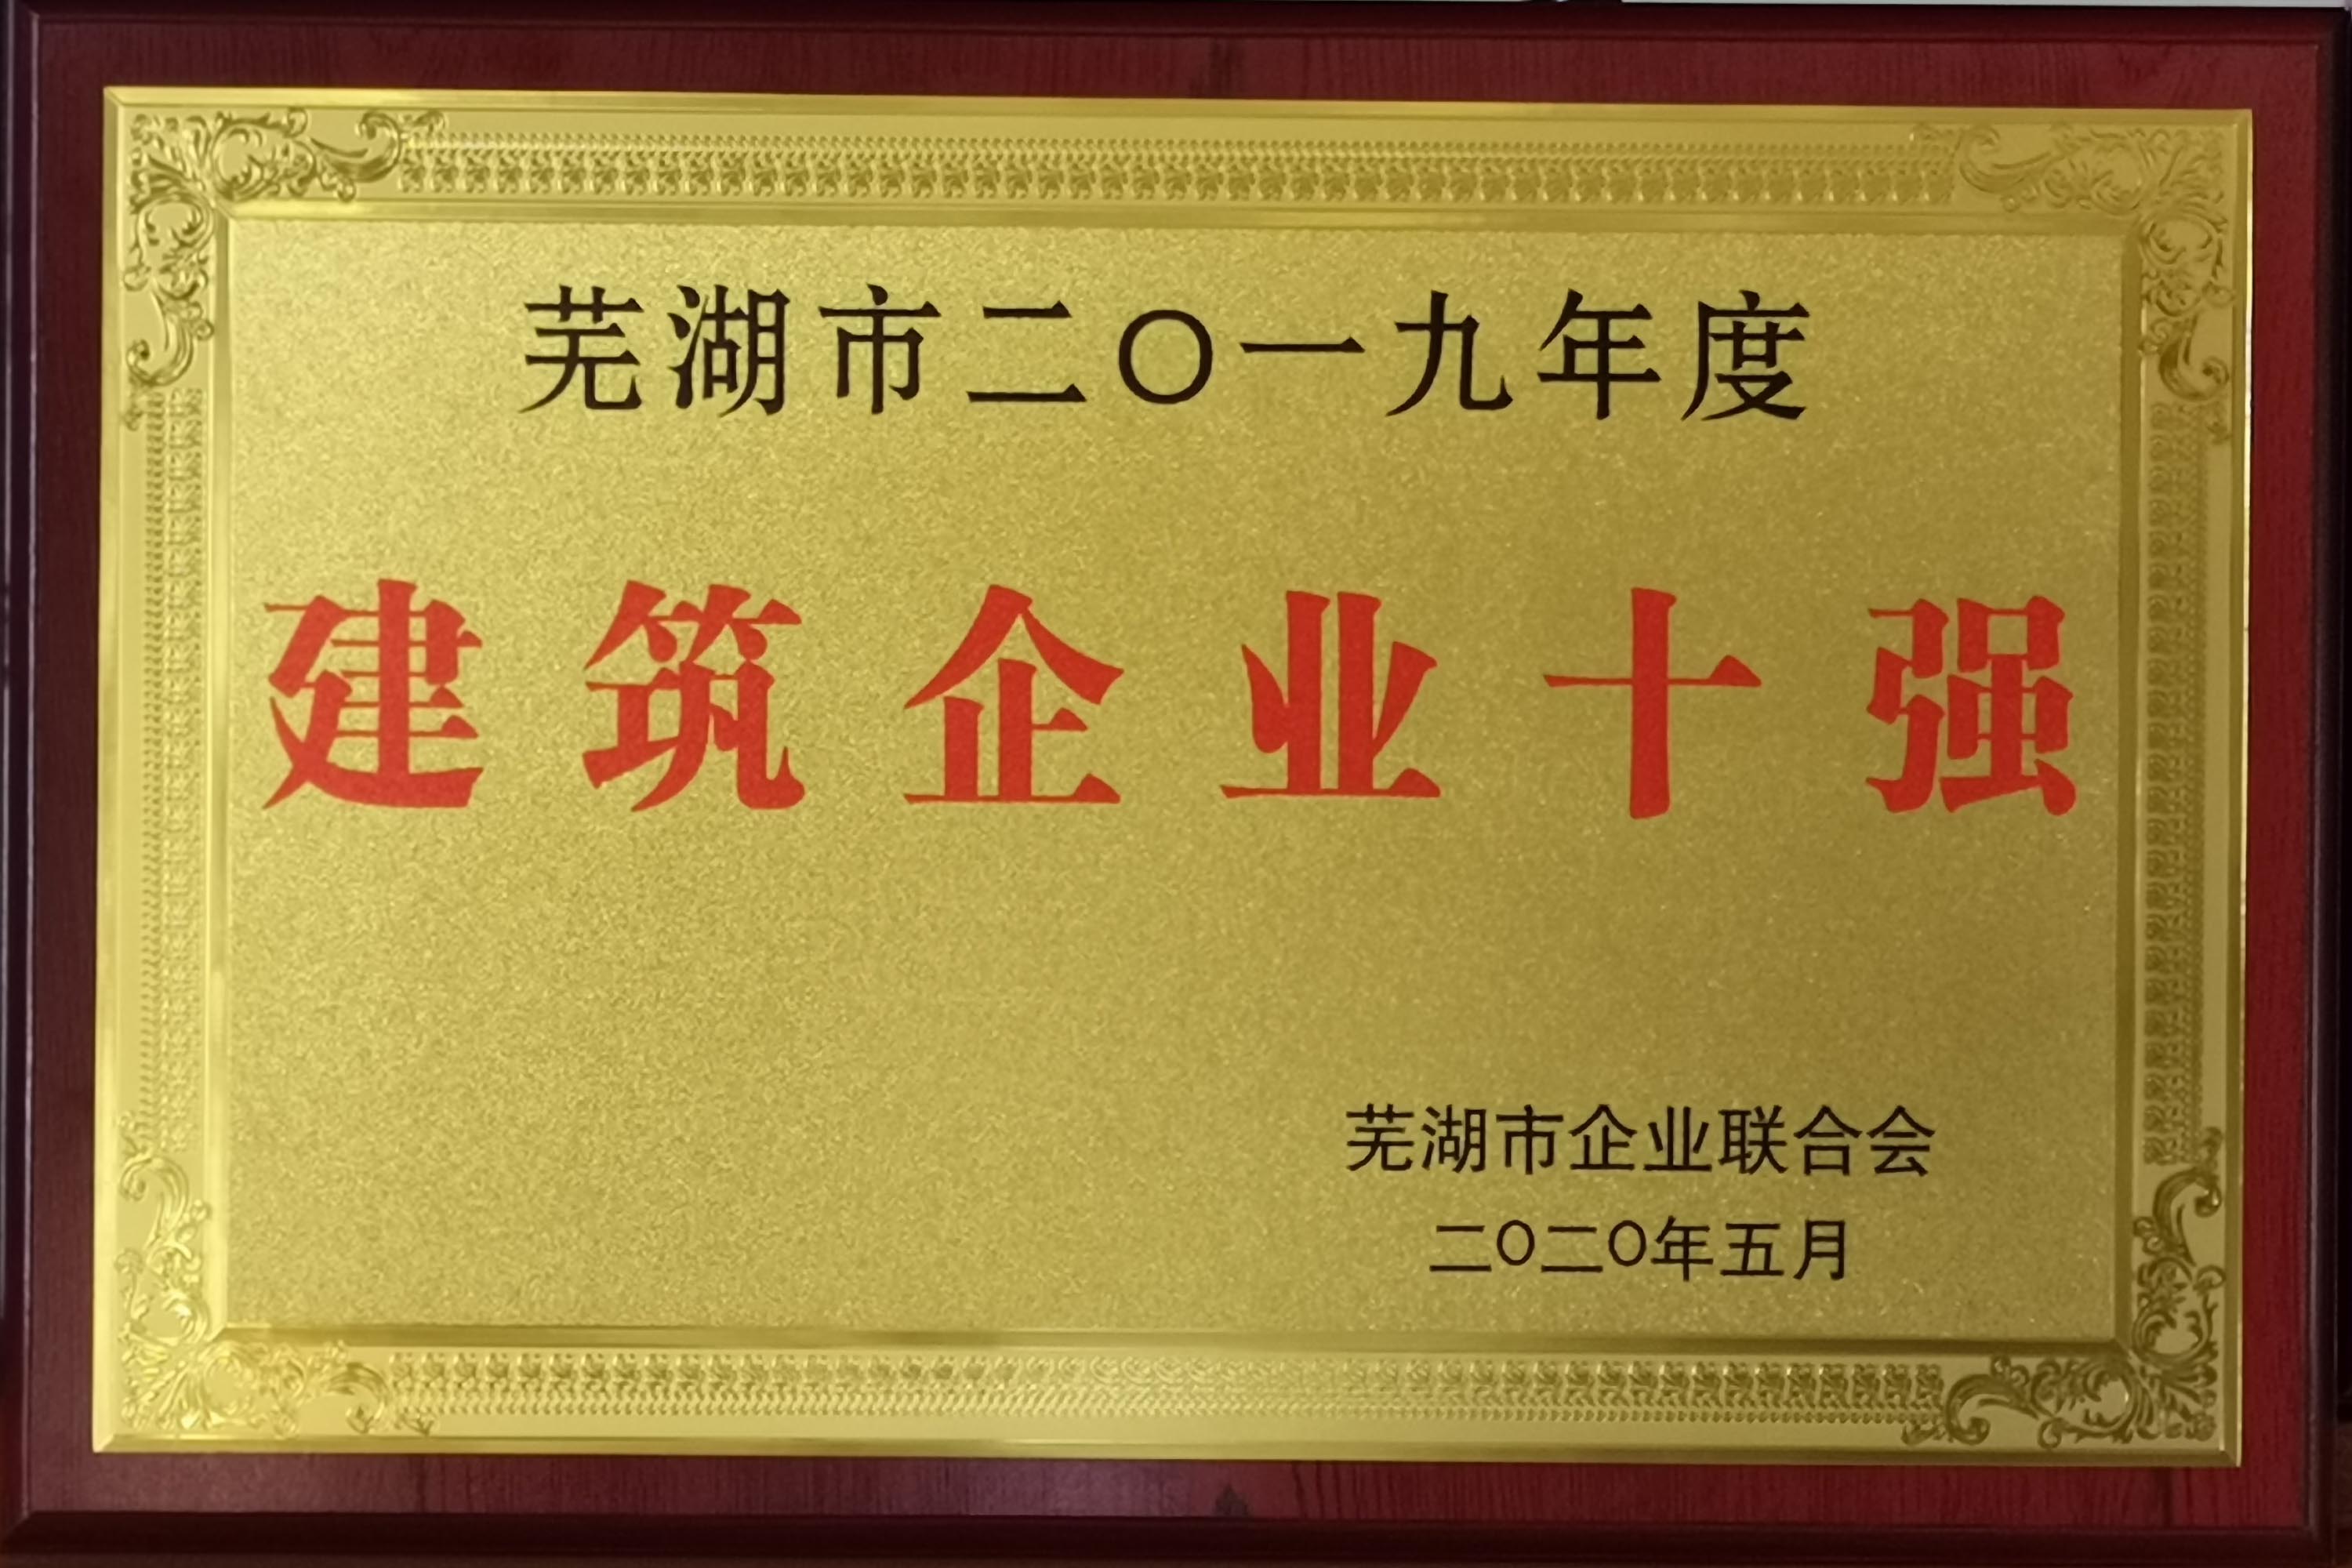 芜湖市二〇一九年度
建筑企业十强
芜湖市企业联合会
二〇二〇年五月